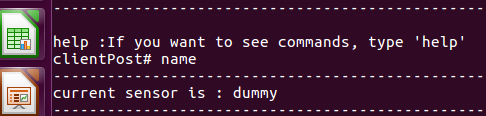 ------------------------------------------------
help :If you want to see commands, type 'help'
clientPost# name
------------------------------------------------
current sensor is : dummy
------------------------------------------------